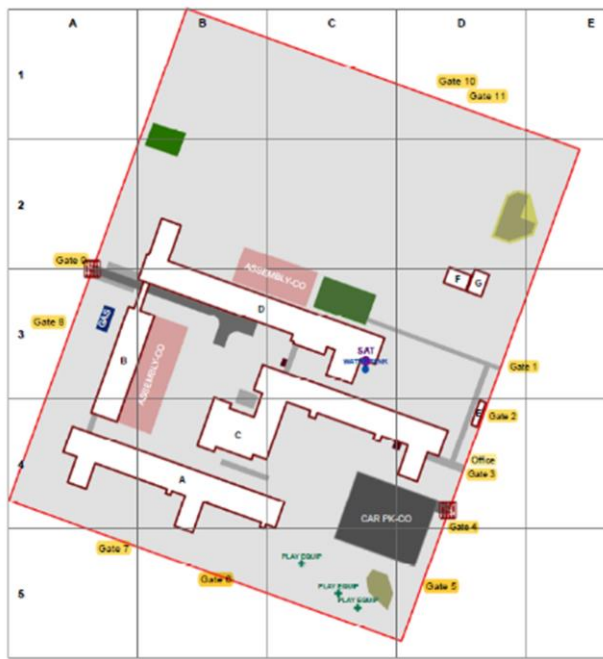 A B C D E
1
Gate 10
Gate 11
2
Gate 9
ASSEMBLY-CO
F G
D
GAS
Gate 8
3
B
ASSEMBLY-CO
SAT
Gate 1
E
Gate 2
C
Office
4
Gate 3
A
CAR PK-CO
Gate 4
Gate 7
PLAY EQUIP
Gate 6
PLAY EQUIP
Gate 5
5
PLAY EQUIP